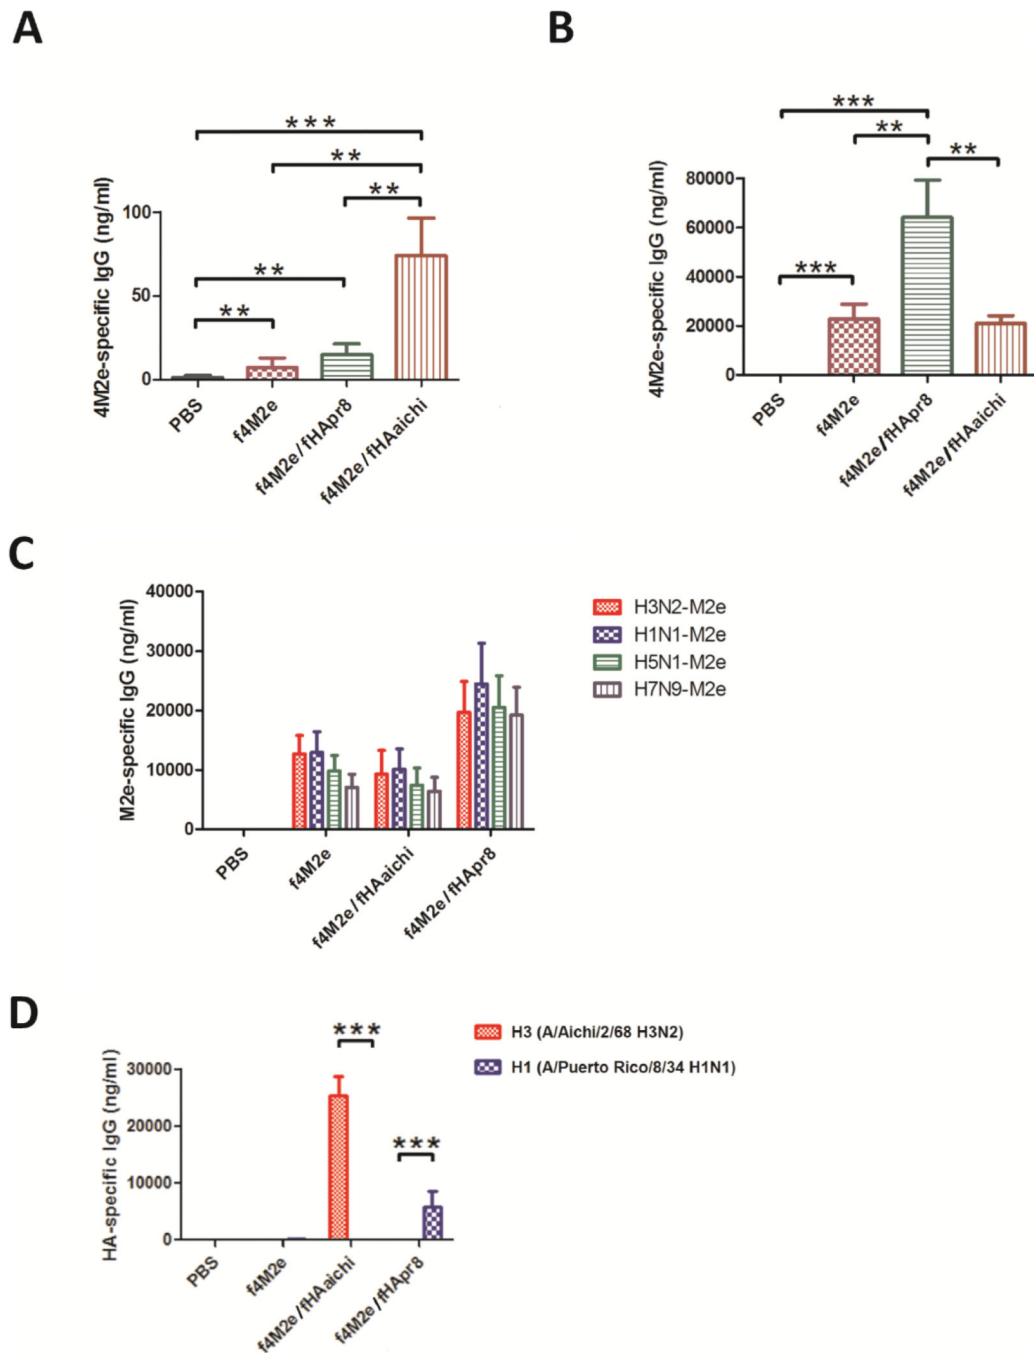 A
4M2e-specific IgG (ng/ml)
100
50
0
***
**
**
**
**
PBS
f4M2e
f4M2e/fHApr8
f4M2e/fHAaichi
B
4M2e-specific IgG (ng/ml)
80000
60000
40000
20000
0
***
**
**
***
PBS
f4M2e
f4M2e/fHApr8
f4M2e/fHAaichi
C
M2e-specific IgG (ng/ml)
40000
30000
20000
10000
0
PBS
f4M2e
f4M2e/fHAaichi
f4M2e/fHApr8
H3N2-M2e
H1N1-M2e
H5N1-M2e
H7N9-M2e
D
HA-specific IgG (ng/ml)
30000
20000
10000
0
***
***
PBS
f4M2e
f4M2e/fHAaichi
f4M2e/fHApr8
H3 (A/Aichi/2/68 H3N2)
H1 (A/Puerto Rico/8/34 H1N1)